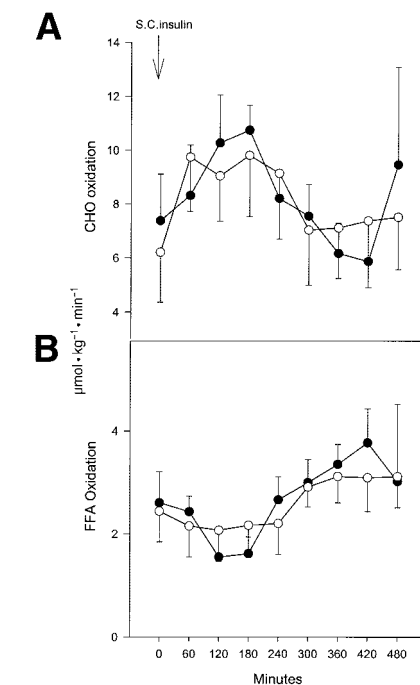 A
S.C.insulin
14
12
10
8
6
4
CHO oxidation
µmol•kg⁻¹•min⁻¹
B
4
2
0
FFA Oxidation
0 60 120 180 240 300 360 420 480
Minutes